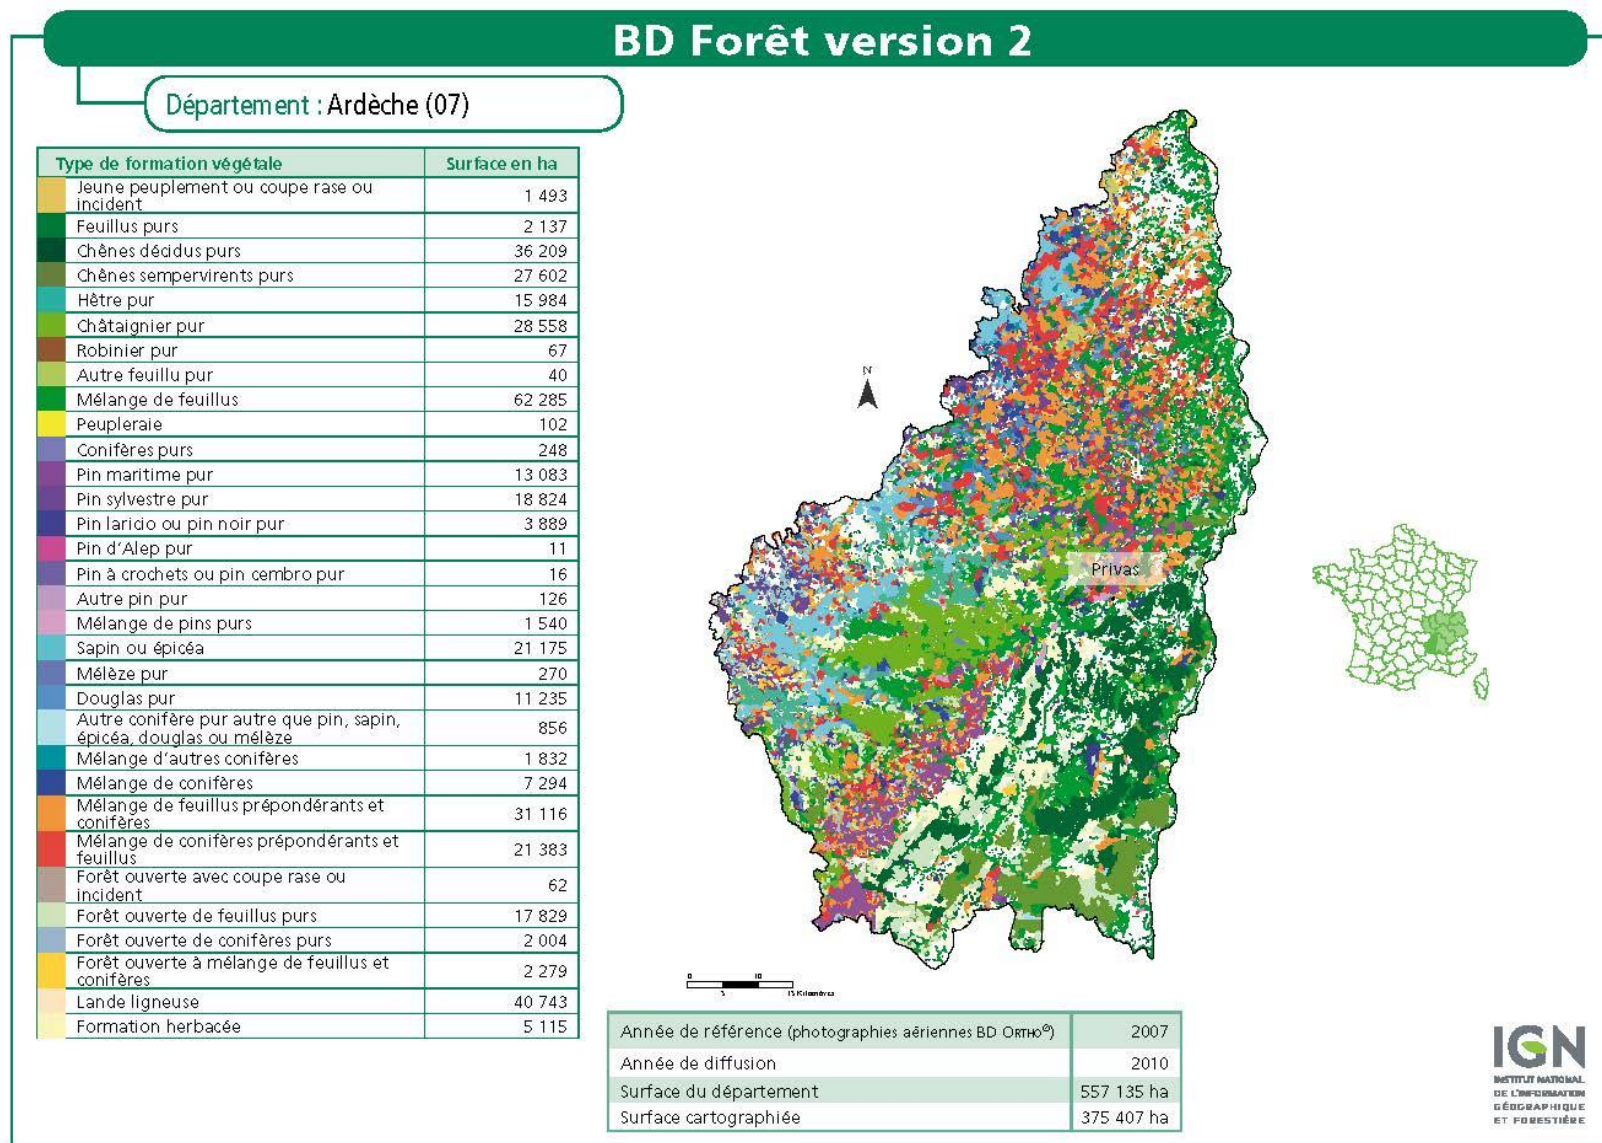 BD Forêt version 2
Département : Ardèche (07)
Type de formation végétale Surface en ha
Jeune peuplement ou coupe rase ou
incident 1 493
Feuillus purs 2 137
Chênes décidus purs 36 209
Chênes sempervirents purs 27 602
Hêtre pur 15 984
Châtaignier pur 28 558
Robinier pur 67
Autre feuillu pur 40
Mélange de feuillus 62 285
Peupleraie 102
Conifères purs 248
Pin maritime pur 13 083
Pin sylvestre pur 18 824
Pin laricio ou pin noir pur 3 889
Pin d'Alep pur 11
Pin à crochets ou pin cembro pur 16
Autre pin pur 126
Mélange de pins purs 1 540
Sapin ou épicéa 21 175
Mélèze pur 270
Douglas pur 11 235
Autre conifère pur autre que pin, sapin,
épicéa, douglas ou mélèze 856
Mélange d'autres conifères 1 832
Mélange de conifères 7 294
Mélange de feuillus prépondérants et
conifères 31 116
Mélange de conifères prépondérants et
feuillus 21 383
Forêt ouverte avec coupe rase ou
incident 62
Forêt ouverte de feuillus purs 17 829
Forêt ouverte de conifères purs 2 004
Forêt ouverte à mélange de feuillus et
conifères 2 279
Lande ligneuse 40 743
Formation herbacée 5 115
N
Privas
0 10
5 15 Kilomètres
Année de référence (photographies aériennes BD ORTHO®) 2007
Année de diffusion 2010
Surface du département 557 135 ha
Surface cartographiée 375 407 ha
IGN
INSTITUT NATIONAL
DE L'INFORMATION
GÉOGRAPHIQUE
ET FORESTIÈRE